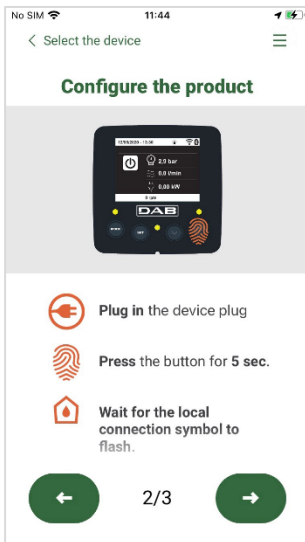 No SIM 11:44
Select the device
Configure the product
2,9 bar
0.0 l/min
0,00 kW
DAB
Plug in the device plug
Press the button for 5 sec.
Wait for the local
connection symbol to
flash.
2/3